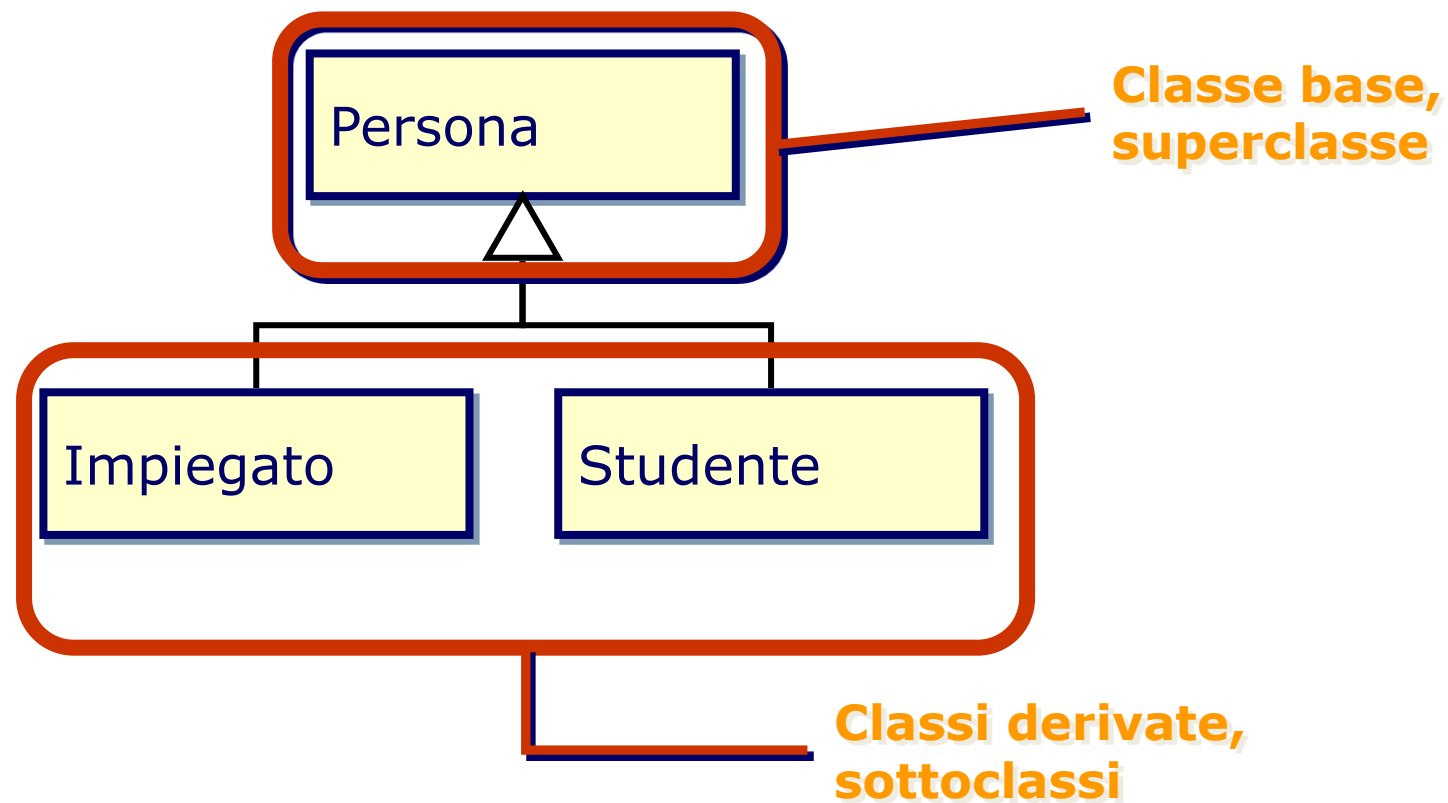 Persona
Classe base,
superclasse
Impiegato
Studente
Classi derivate,
sottoclassi